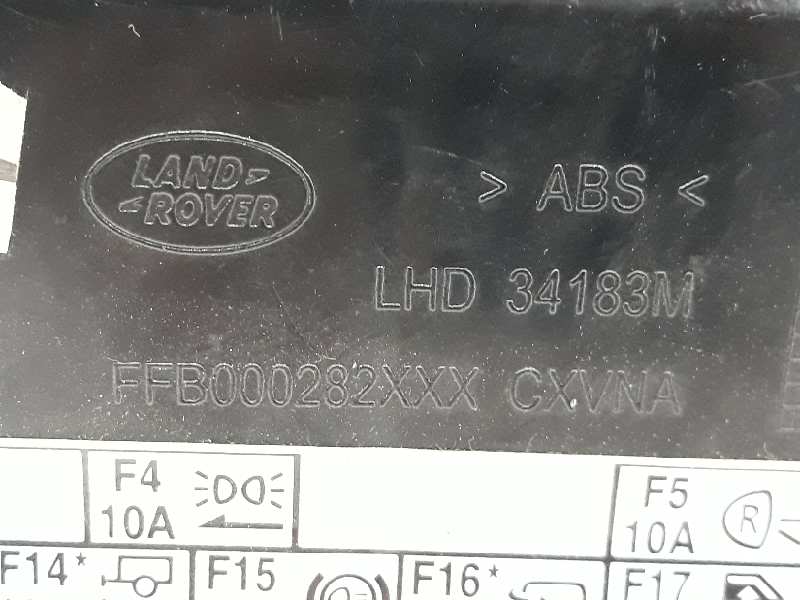 LAND
ROVER
> ABS <
LHD 34183M
FFB000282XXX CXVNA
F4
10A
F5
10A
R
F14*
F15
F16*
F17